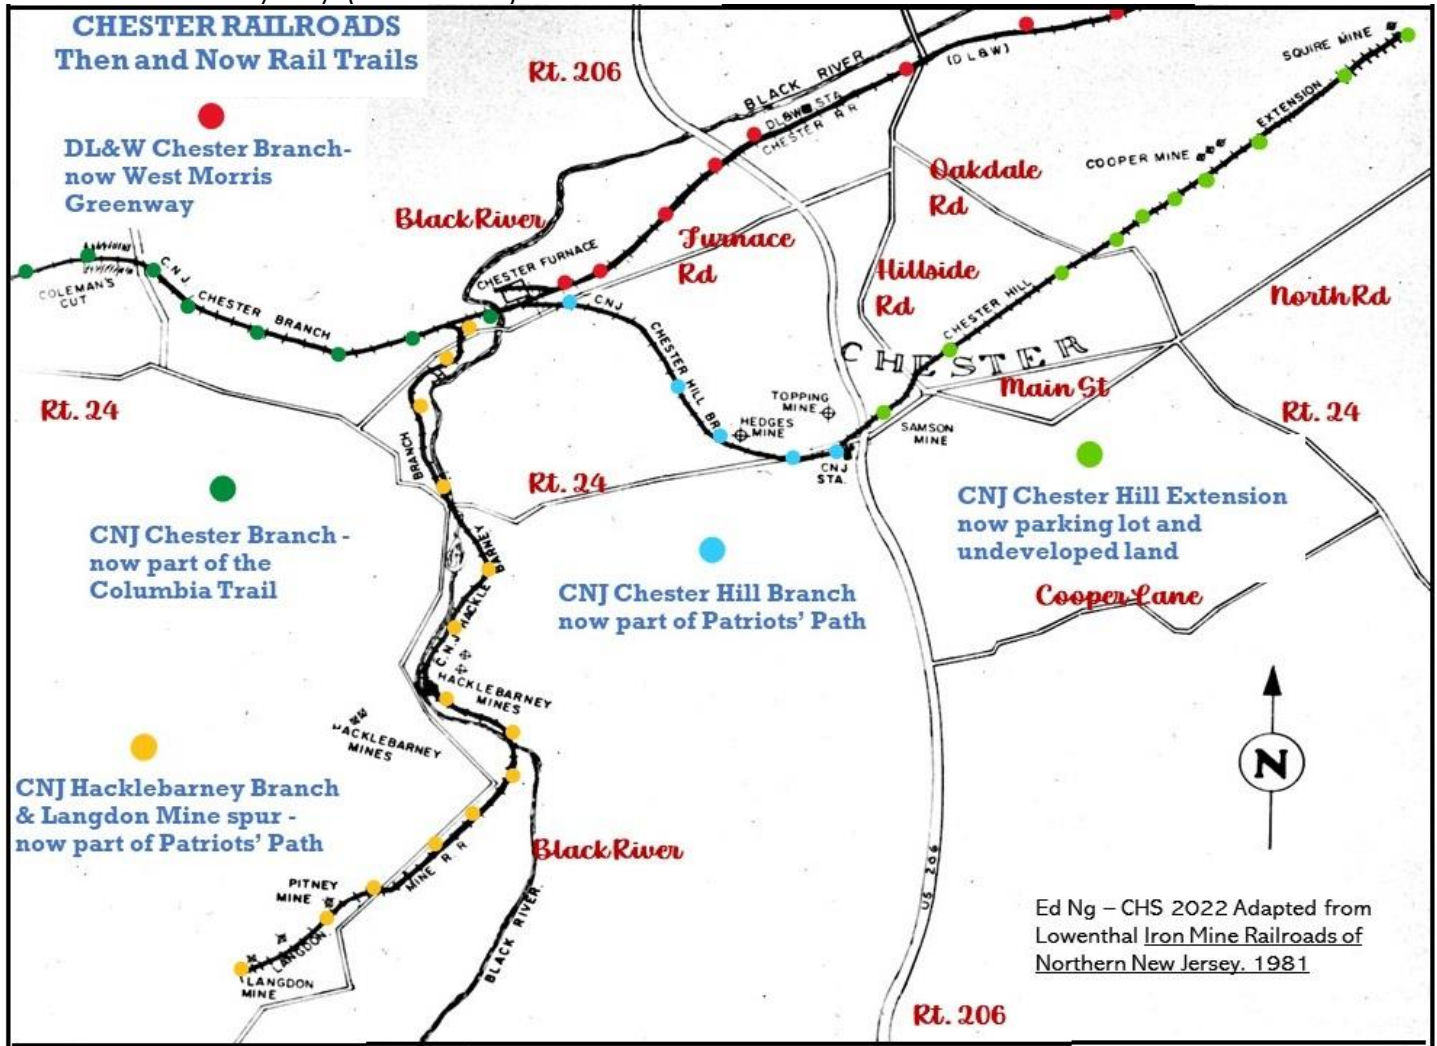 CHESTER RAILROADS
Then and Now Rail Trails
DL&W Chester Branch-
now West Morris
Greenway
Rt. 206
BLACK RIVER
(DL&W)
DL&W STA.
CHESTER R R
SQUIRE MINE
EXTENSION
COOPER MINE
Oakdale
Rd
Black River
CHESTER FURNACE
Furnace
Rd
Hillside
Rd
North Rd
COLEMAN'S
CUT
C.N.J. CHESTER BRANCH
CNJ
CHESTER HILL BR.
CHESTER HILL
CHESTER
Main St
Rt. 24
Rt. 24
TOPPING
MINE
HEDGES
MINE
SAMSON
MINE
CNJ
STA.
BRANCH
Rt. 24
CNJ Chester Branch -
now part of the
Columbia Trail
CNJ Chester Hill Branch
now part of Patriots' Path
CNJ Chester Hill Extension
now parking lot and
undeveloped land
Cooper Lane
C.N.J. HACKLE BARNEY
HACKLEBARNEY
MINES
HACKLEBARNEY
MINES
CNJ Hacklebarney Branch
& Langdon Mine spur -
now part of Patriots' Path
N
Black River
PITNEY
MINE
LANGDON
MINE R. R
LANGDON
MINE
BLACK RIVER.
US 206
Ed Ng – CHS 2022 Adapted from
Lowenthal Iron Mine Railroads of
Northern New Jersey. 1981
Rt. 206